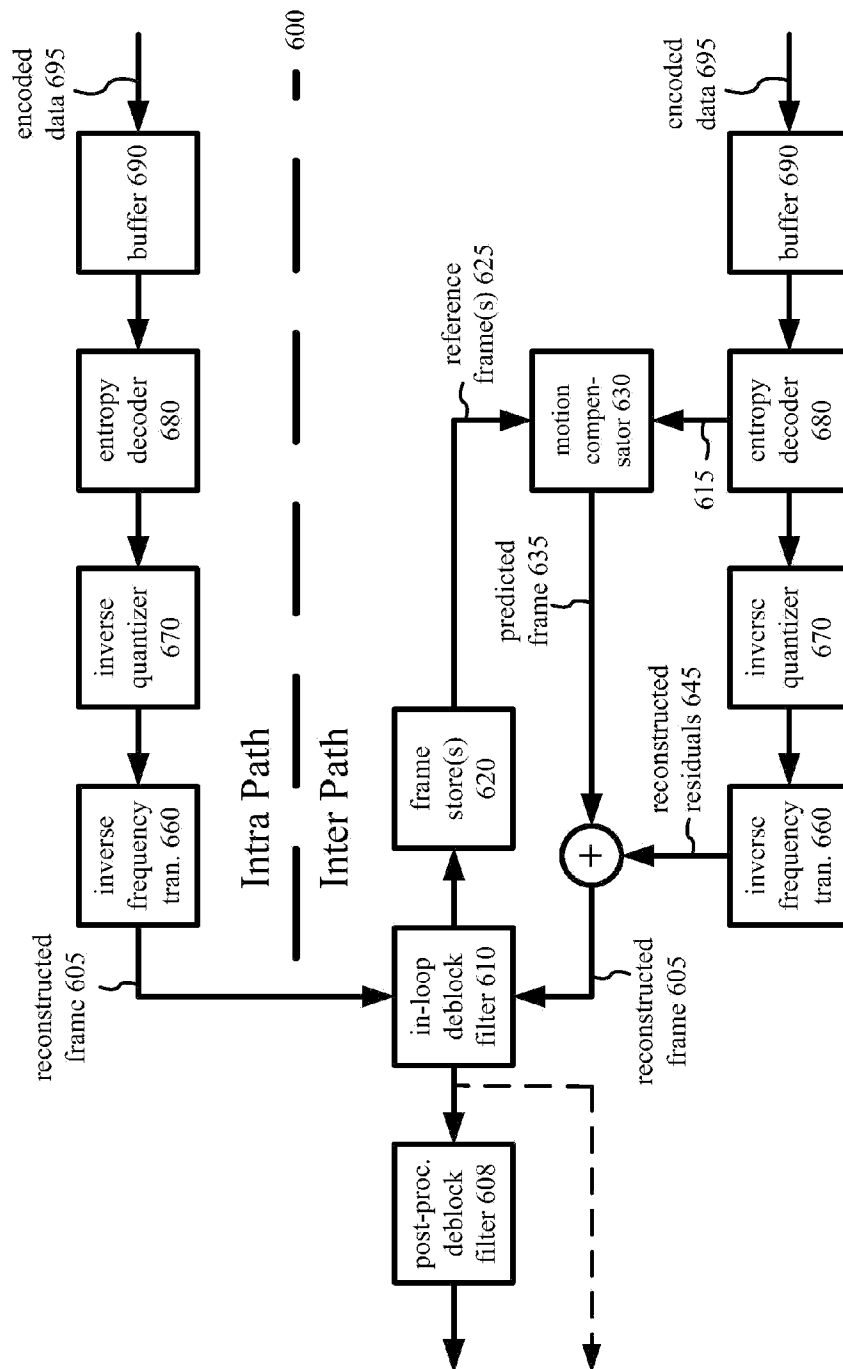 600
encoded
data 695
buffer 690
entropy
decoder
680
inverse
quantizer
670
inverse
frequency
tran. 660
reconstructed
frame 605
Intra Path
Inter Path
reference
frame(s) 625
frame
store(s)
620
in-loop
deblock
filter 610
post-proc.
deblock
filter 608
motion
compen-
sator 630
predicted
frame 635
615
reconstructed
frame 605
reconstructed
residuals 645
encoded
data 695
buffer 690
entropy
decoder
680
inverse
quantizer
670
inverse
frequency
tran. 660